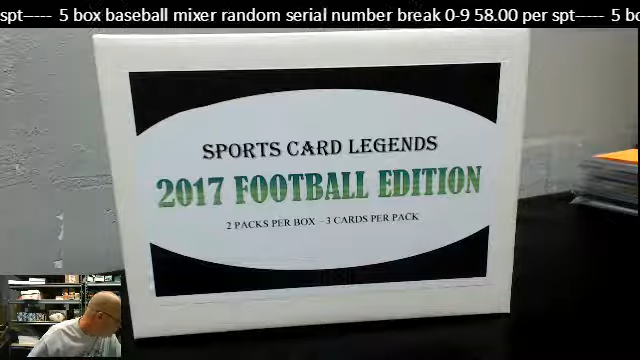 spt----- 5 box baseball mixer random serial number break 0-9 58.00 per spt----- 5 bo
SPORTS CARD LEGENDS
2017 FOOTBALL EDITION
2 PACKS PER BOX – 3 CARDS PER PACK